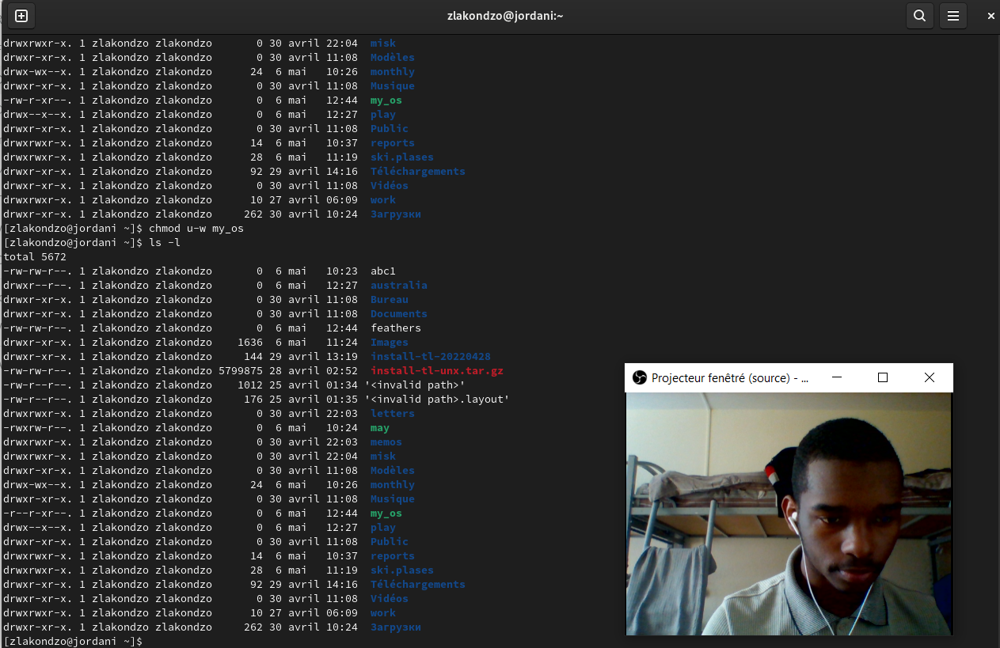 zlakondzo@jordani:~
drwxrwxr-x. 1 zlakondzo zlakondzo       0 30 avril 22:04  misk
drwxr-xr-x. 1 zlakondzo zlakondzo       0 30 avril 11:08  Modèles
drwx-wx--x. 1 zlakondzo zlakondzo      24  6 mai   10:26  monthly
drwxr-xr-x. 1 zlakondzo zlakondzo       0 30 avril 11:08  Musique
-rw-r-xr--. 1 zlakondzo zlakondzo       0  6 mai   12:44  my_os
drwx--x--x. 1 zlakondzo zlakondzo       0  6 mai   12:27  play
drwxr-xr-x. 1 zlakondzo zlakondzo       0 30 avril 11:08  Public
drwxrwxr-x. 1 zlakondzo zlakondzo      14  6 mai   10:37  reports
drwxrwxr-x. 1 zlakondzo zlakondzo      28  6 mai   11:19  ski.plases
drwxr-xr-x. 1 zlakondzo zlakondzo      92 29 avril 14:16  Téléchargements
drwxr-xr-x. 1 zlakondzo zlakondzo       0 30 avril 11:08  Vidéos
drwxrwxr-x. 1 zlakondzo zlakondzo      10 27 avril 06:09  work
drwxr-xr-x. 1 zlakondzo zlakondzo     262 30 avril 10:24  Загрузки
[zlakondzo@jordani ~]$ chmod u-w my_os
[zlakondzo@jordani ~]$ ls -l
total 5672
-rw-rw-r--. 1 zlakondzo zlakondzo       0  6 mai   10:23  abc1
drwxr--r--. 1 zlakondzo zlakondzo       0  6 mai   12:27  australia
drwxr-xr-x. 1 zlakondzo zlakondzo       0 30 avril 11:08  Bureau
drwxr-xr-x. 1 zlakondzo zlakondzo       0 30 avril 11:08  Documents
-rw-rw-r--. 1 zlakondzo zlakondzo       0  6 mai   12:44  feathers
drwxr-xr-x. 1 zlakondzo zlakondzo    1636  6 mai   11:24  Images
drwxr-xr-x. 1 zlakondzo zlakondzo     144 29 avril 13:19  install-tl-20220428
-rw-rw-r--. 1 zlakondzo zlakondzo 5799875 28 avril 02:52  install-tl-unx.tar.gz
-rw-r--r--. 1 zlakondzo zlakondzo    1012 25 avril 01:34 '<invalid path>'
-rw-r--r--. 1 zlakondzo zlakondzo     176 25 avril 01:35 '<invalid path>.layout'
drwxrwxr-x. 1 zlakondzo zlakondzo       0 30 avril 22:03  letters
-rwxrw-r--. 1 zlakondzo zlakondzo       0  6 mai   10:24  may
drwxrwxr-x. 1 zlakondzo zlakondzo       0 30 avril 22:03  memos
drwxrwxr-x. 1 zlakondzo zlakondzo       0 30 avril 22:04  misk
drwxr-xr-x. 1 zlakondzo zlakondzo       0 30 avril 11:08  Modèles
drwx-wx--x. 1 zlakondzo zlakondzo      24  6 mai   10:26  monthly
drwxr-xr-x. 1 zlakondzo zlakondzo       0 30 avril 11:08  Musique
-r--r-xr--. 1 zlakondzo zlakondzo       0  6 mai   12:44  my_os
drwx--x--x. 1 zlakondzo zlakondzo       0  6 mai   12:27  play
drwxr-xr-x. 1 zlakondzo zlakondzo       0 30 avril 11:08  Public
drwxrwxr-x. 1 zlakondzo zlakondzo      14  6 mai   10:37  reports
drwxrwxr-x. 1 zlakondzo zlakondzo      28  6 mai   11:19  ski.plases
drwxr-xr-x. 1 zlakondzo zlakondzo      92 29 avril 14:16  Téléchargements
drwxr-xr-x. 1 zlakondzo zlakondzo       0 30 avril 11:08  Vidéos
drwxrwxr-x. 1 zlakondzo zlakondzo      10 27 avril 06:09  work
drwxr-xr-x. 1 zlakondzo zlakondzo     262 30 avril 10:24  Загрузки
[zlakondzo@jordani ~]$
Projecteur fenêtré (source) - ...